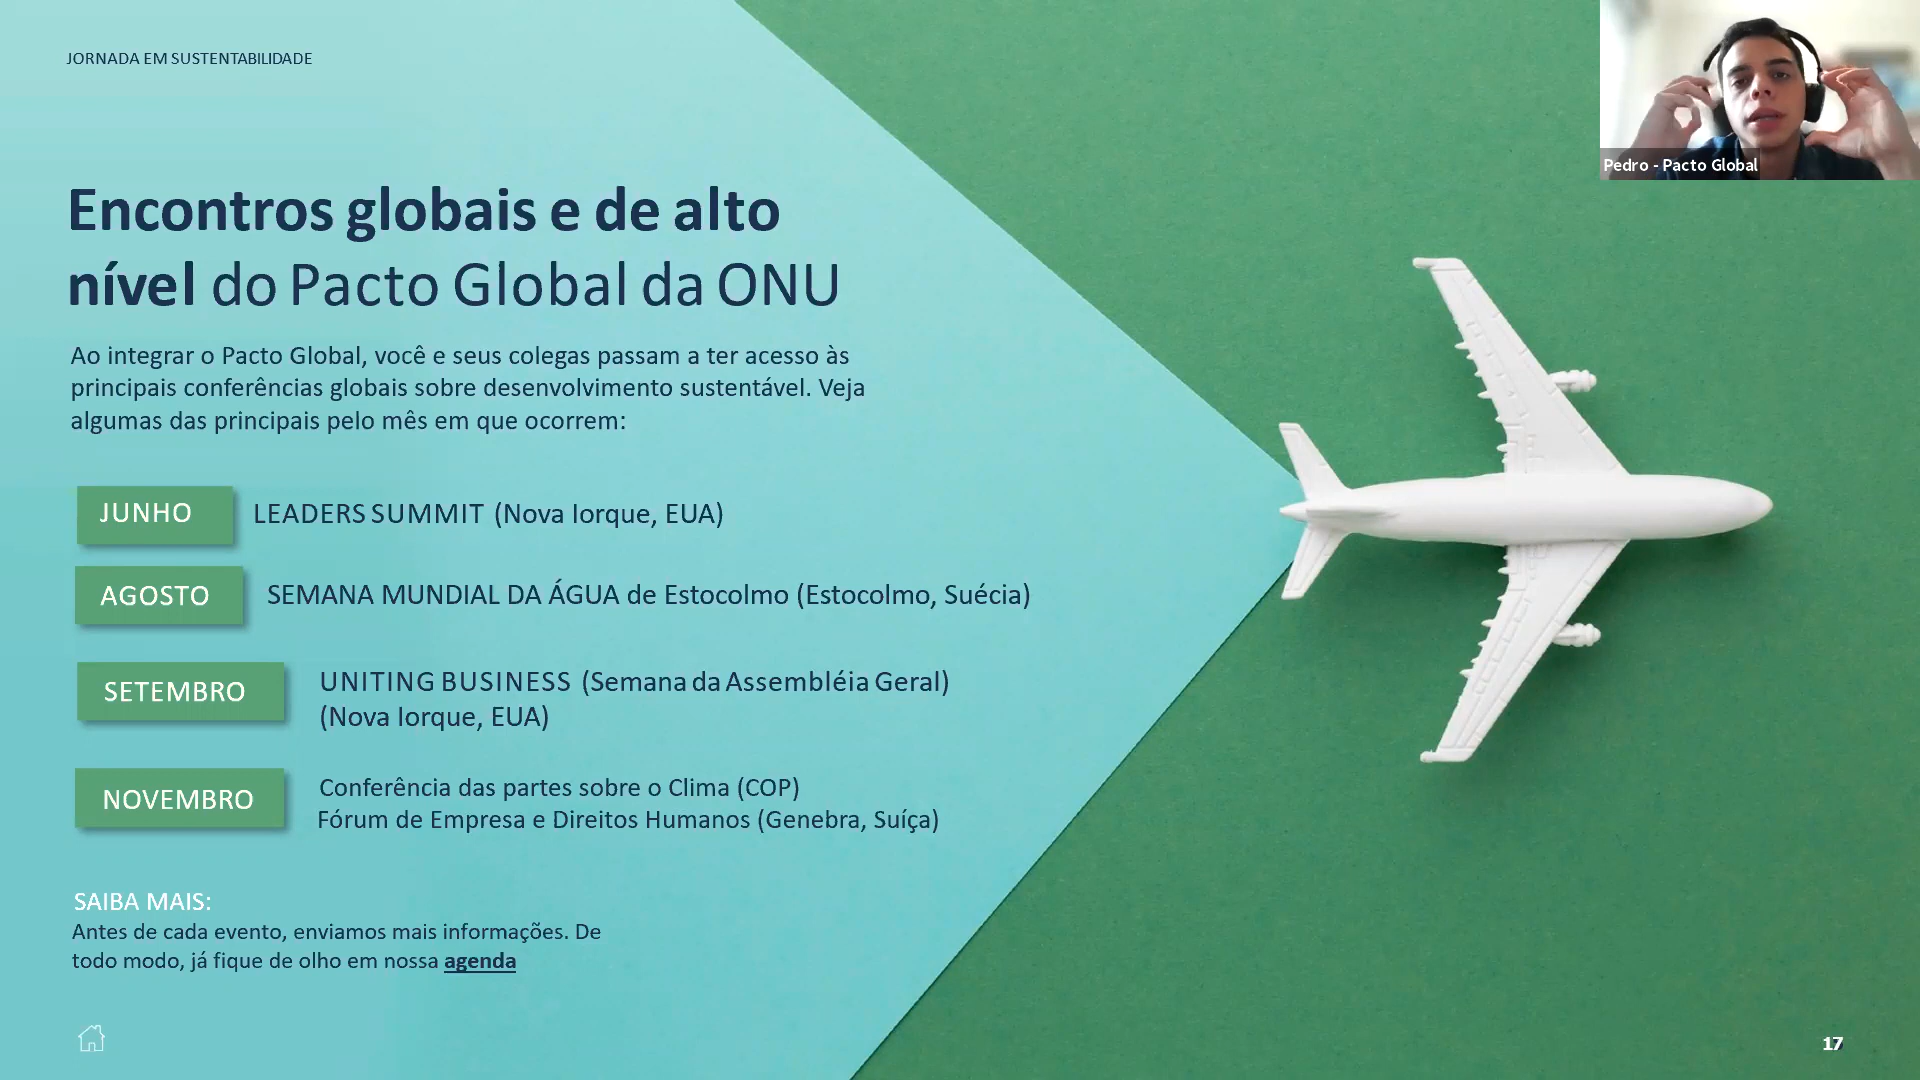 JORNADA EM SUSTENTABILIDADE
Pedro - Pacto Global
Encontros globais e de alto
nível do Pacto Global da ONU
Ao integrar o Pacto Global, você e seus colegas passam a ter acesso às
principais conferências globais sobre desenvolvimento sustentável. Veja
algumas das principais pelo mês em que ocorrem:
JUNHO LEADERS SUMMIT (Nova Iorque, EUA)
AGOSTO SEMANA MUNDIAL DA ÁGUA de Estocolmo (Estocolmo, Suécia)
SETEMBRO UNITING BUSINESS (Semana da Assembléia Geral)
(Nova Iorque, EUA)
NOVEMBRO Conferência das partes sobre o Clima (COP)
Fórum de Empresa e Direitos Humanos (Genebra, Suíça)
SAIBA MAIS:
Antes de cada evento, enviamos mais informações. De
todo modo, já fique de olho em nossa agenda
17